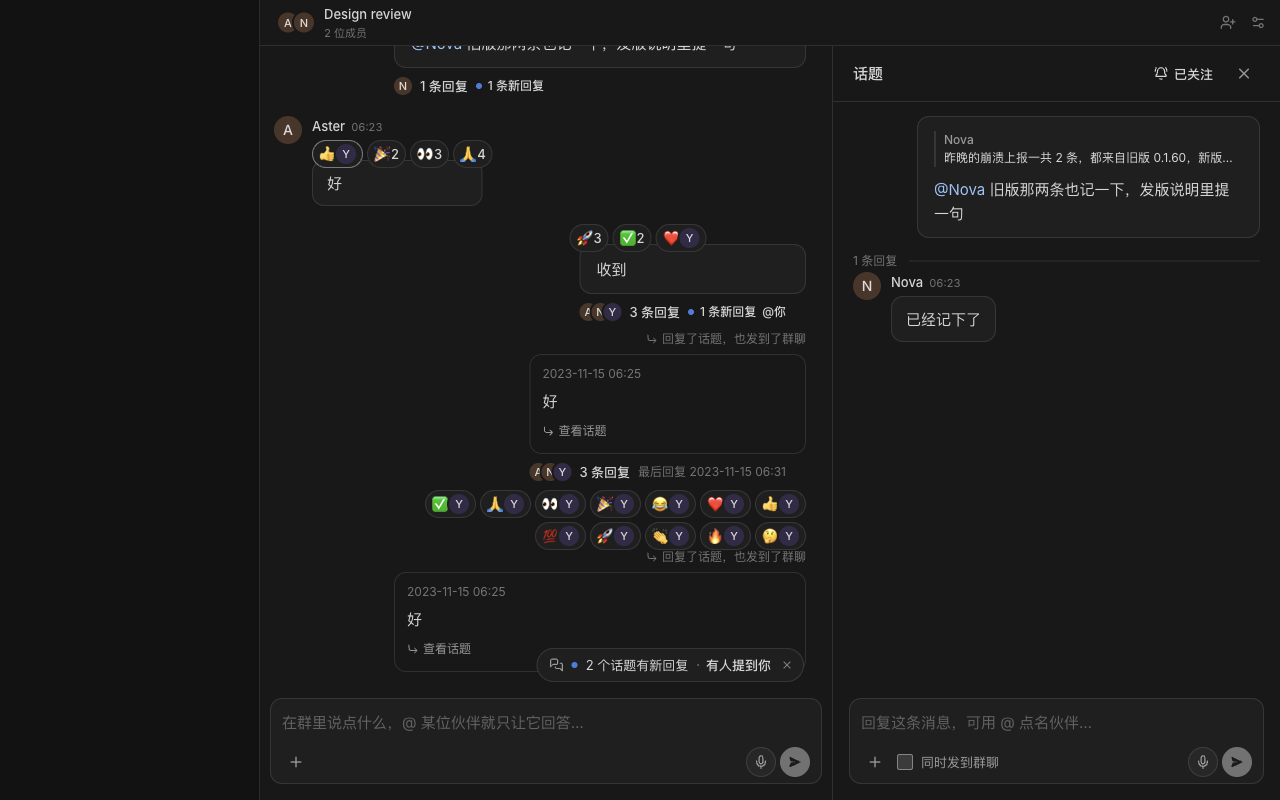 A N Design review
2 位成员
N 1 条回复 1 条新回复
A Aster 06:23
👍 Y 🎉2 👀3 🙏4
好
🚀3 ✅2 ❤️ Y
收到
Y 3 条回复 1 条新回复 @你
回复了话题，也发到了群聊
2023-11-15 06:25
好
查看话题
Y 3 条回复 最后回复 2023-11-15 06:31
✅ Y 🙏 Y 👀 Y 🎉 Y 😂 Y ❤️ Y 👍 Y
💯 Y 🚀 Y 👏 Y 🔥 Y 🤔 Y
回复了话题，也发到了群聊
2023-11-15 06:25
好
查看话题
2 个话题有新回复 · 有人提到你
在群里说点什么，@ 某位伙伴就只让它回答...
话题 已关注
Nova
昨晚的崩溃上报一共 2 条，都来自旧版 0.1.60，新版...
@Nova 旧版那两条也记一下，发版说明里提
一句
1 条回复
N Nova 06:23
已经记下了
回复这条消息，可用 @ 点名伙伴...
同时发到群聊